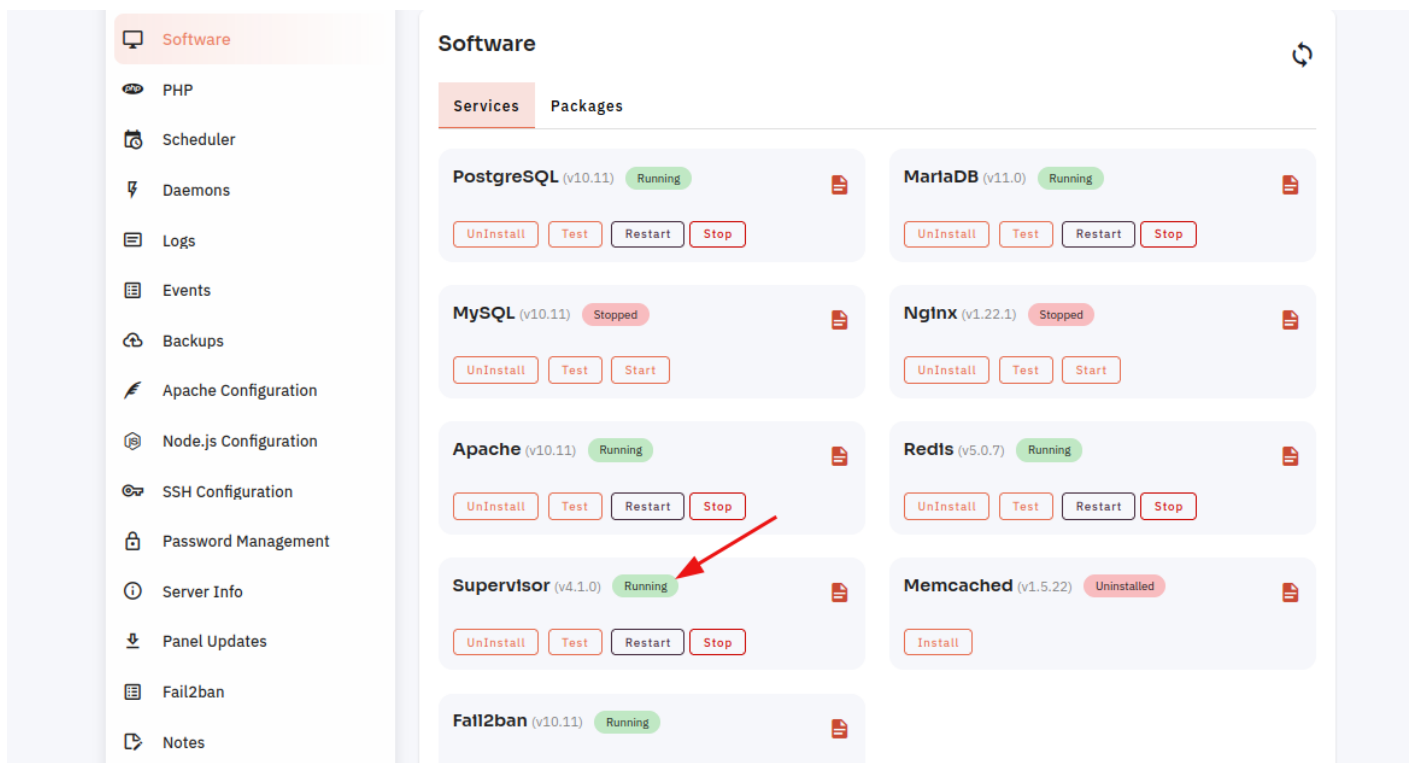 Software
PHP
Scheduler
Daemons
Logs
Events
Backups
Apache Configuration
Node.js Configuration
SSH Configuration
Password Management
Server Info
Panel Updates
Fail2ban
Notes
Software
Services Packages
PostgreSQL (v10.11) Running
UnInstall Test Restart Stop
MariaDB (v11.0) Running
UnInstall Test Restart Stop
MySQL (v10.11) Stopped
UnInstall Test Start
Nginx (v1.22.1) Stopped
UnInstall Test Start
Apache (v10.11) Running
UnInstall Test Restart Stop
Redis (v5.0.7) Running
UnInstall Test Restart Stop
Supervisor (v4.1.0) Running
UnInstall Test Restart Stop
Memcached (v1.5.22) Uninstalled
Install
Fail2ban (v10.11) Running